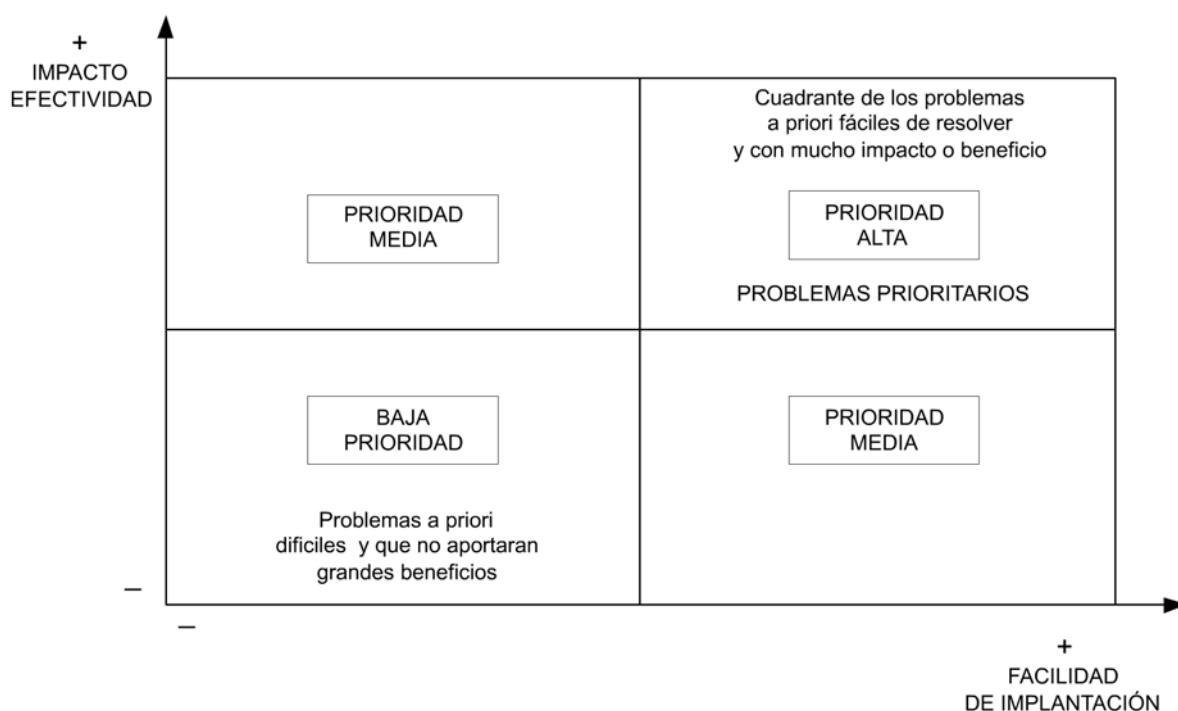 +
IMPACTO
EFECTIVIDAD
Cuadrante de los problemas
a priori fáciles de resolver
y con mucho impacto o beneficio
PRIORIDAD
MEDIA
PRIORIDAD
ALTA
PROBLEMAS PRIORITARIOS
BAJA
PRIORIDAD
PRIORIDAD
MEDIA
Problemas a priori
dificiles y que no aportaran
grandes beneficios
–
–
+
FACILIDAD
DE IMPLANTACIÓN